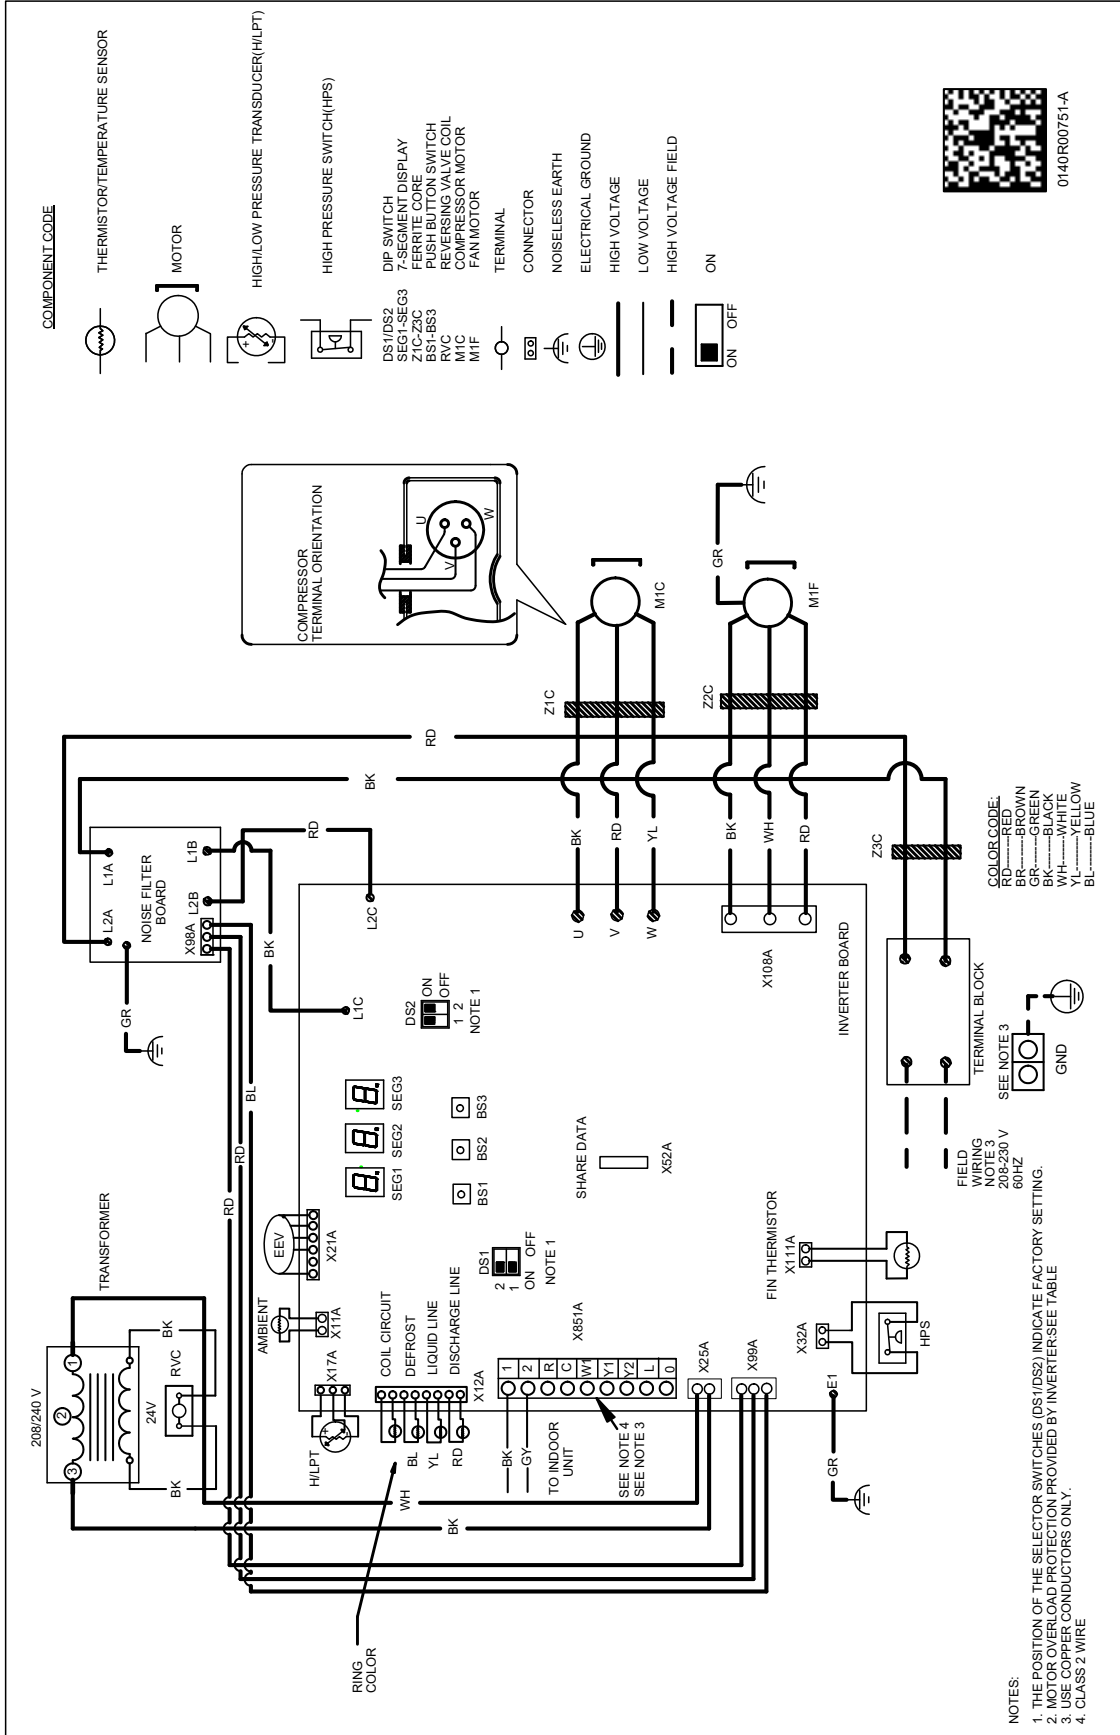 COMPONENT CODE
THERMISTOR/TEMPERATURE SENSOR
MOTOR
HIGH/LOW PRESSURE TRANSDUCER(H/LPT)
+
-
HIGH PRESSURE SWITCH(HPS)
DS1/DS2 DIP SWITCH
SEG1-SEG3 7-SEGMENT DISPLAY
Z1C-Z3C FERRITE CORE
BS1-BS3 PUSH BUTTON SWITCH
RVC REVERSING VALVE COIL
M1C COMPRESSOR MOTOR
M1F FAN MOTOR
TERMINAL
CONNECTOR
NOISELESS EARTH
ELECTRICAL GROUND
HIGH VOLTAGE
LOW VOLTAGE
HIGH VOLTAGE FIELD
ON
ON OFF
0140R00751-A
COMPRESSOR
TERMINAL ORIENTATION
U
V
W
TRANSFORMER
208/240 V
3
2
1
24V
RVC
BK
BK
NOISE FILTER
BOARD
L2A
L1A
X98A
L2B
L1B
GR
RD
BK
RD
BK
RD
RD
BL
WH
BK
L1C
L2C
Z1C
M1C
Z2C
M1F
GR
BK
RD
YL
U
V
W
BK
WH
RD
X108A
INVERTER BOARD
DS2
ON
OFF
1 2
NOTE 1
8.
SEG1
8.
SEG2
8.
SEG3
BS1
BS2
BS3
SHARE DATA
X52A
EEV
X21A
AMBIENT
X11A
H/LPT
+
X17A
COIL CIRCUIT
DEFROST
LIQUID LINE
DISCHARGE LINE
X12A
BL
YL
RD
RING
COLOR
DS1
2
1
ON OFF
NOTE 1
X851A
1
2
R
C
W1
Y1
Y2
L
0
BK
GY
TO INDOOR
UNIT
SEE NOTE 4
SEE NOTE 3
X25A
X99A
FIN THERMISTOR
X111A
X32A
HPS
E1
GR
Z3C
TERMINAL BLOCK
FIELD
WIRING
NOTE 3
208-230 V
60HZ
SEE NOTE 3
GND
COLOR CODE:
RD--------RED
BR--------BROWN
GR--------GREEN
BK--------BLACK
WH--------WHITE
YL--------YELLOW
BL--------BLUE
NOTES:
1. THE POSITION OF THE SELECTOR SWITCHES (DS1/DS2) INDICATE FACTORY SETTING.
2. MOTOR OVERLOAD PROTECTION PROVIDED BY INVERTER:SEE TABLE
3. USE COPPER CONDUCTORS ONLY.
4. CLASS 2 WIRE